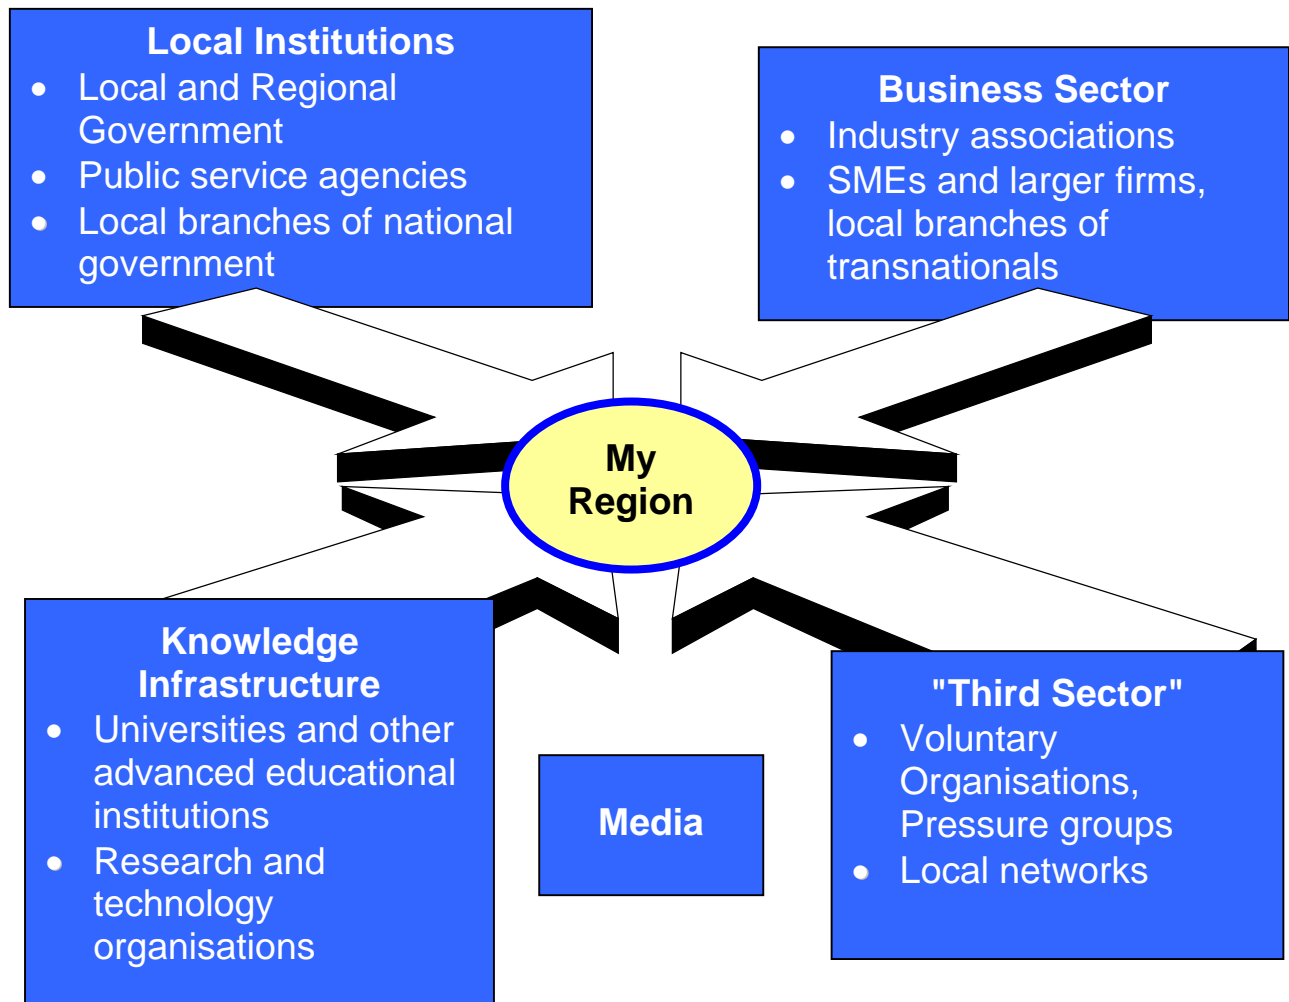 Local Institutions
• Local and Regional
Government
• Public service agencies
• Local branches of national
government
Business Sector
• Industry associations
• SMEs and larger firms,
local branches of
transnationals
My
Region
Knowledge
Infrastructure
• Universities and other
advanced educational
institutions
• Research and
technology
organisations
Media
"Third Sector"
• Voluntary
Organisations,
Pressure groups
• Local networks